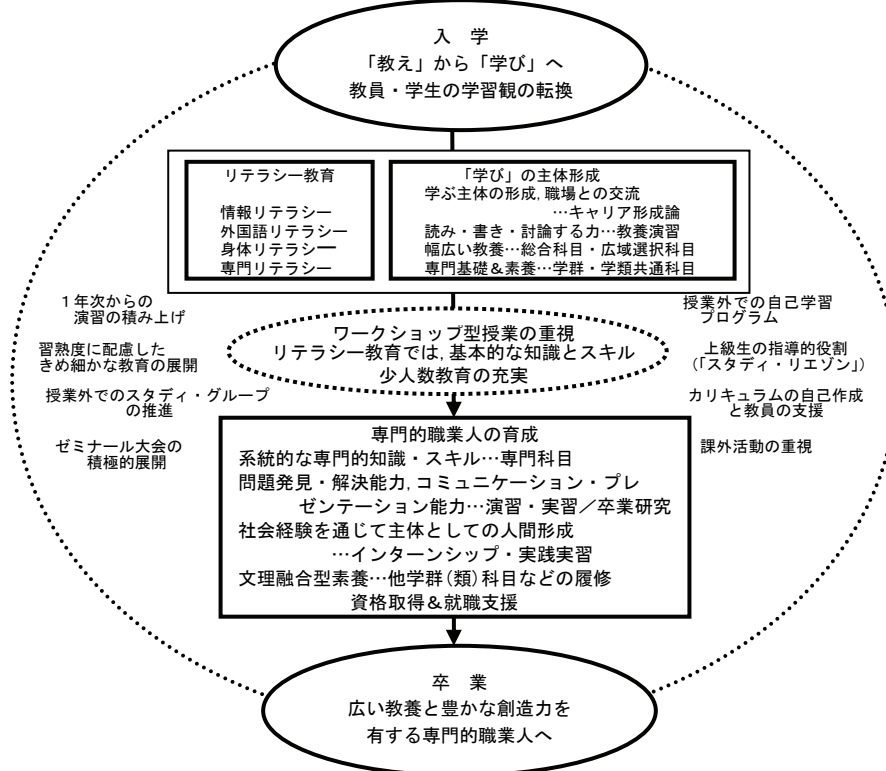 入　学
「教え」から「学び」へ
教員・学生の学習観の転換
リテラシー教育
情報リテラシー
外国語リテラシー
身体リテラシー
専門リテラシー
「学び」の主体形成
学ぶ主体の形成，職場との交流
…キャリア形成論
読み・書き・討論する力…教養演習
幅広い教養…総合科目・広域選択科目
専門基礎＆素養…学群・学類共通科目
１年次からの
演習の積み上げ
習熟度に配慮した
きめ細かな教育の展開
授業外でのスタディ・グループ
の推進
ゼミナール大会の
積極的展開
ワークショップ型授業の重視
リテラシー教育では，基本的な知識とスキル
少人数教育の充実
授業外での自己学習
プログラム
上級生の指導的役割
（「スタディ・リエゾン」）
カリキュラムの自己作成
と教員の支援
課外活動の重視
専門的職業人の育成
系統的な専門的知識・スキル…専門科目
問題発見・解決能力，コミュニケーション・プレ
ゼンテーション能力…演習・実習／卒業研究
社会経験を通じて主体としての人間形成
…インターンシップ・実践実習
文理融合型素養…他学群（類）科目などの履修
資格取得＆就職支援
卒　業
広い教養と豊かな創造力を
有する専門的職業人へ